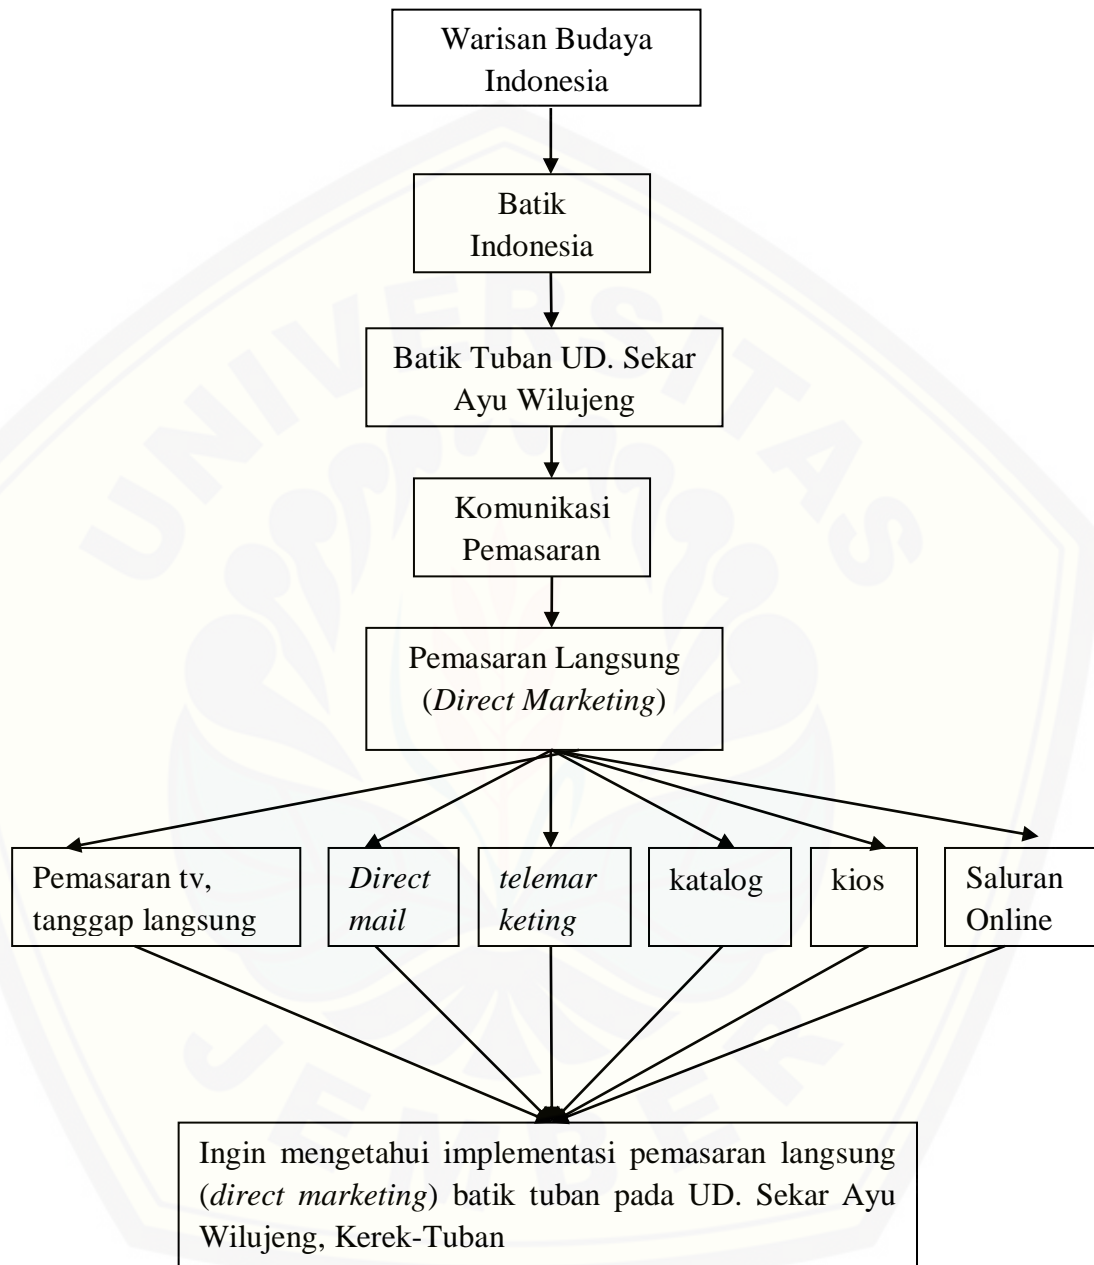 Warisan Budaya
Indonesia
Batik
Indonesia
Batik Tuban UD. Sekar
Ayu Wilujeng
Komunikasi
Pemasaran
Pemasaran Langsung
(Direct Marketing)
Pemasaran tv,
tanggap langsung
Direct
mail
telemar
keting
katalog
kios
Saluran
Online
Ingin mengetahui implementasi pemasaran langsung
(direct marketing) batik tuban pada UD. Sekar Ayu
Wilujeng, Kerek-Tuban
UNIVERSITAS
JEMBER